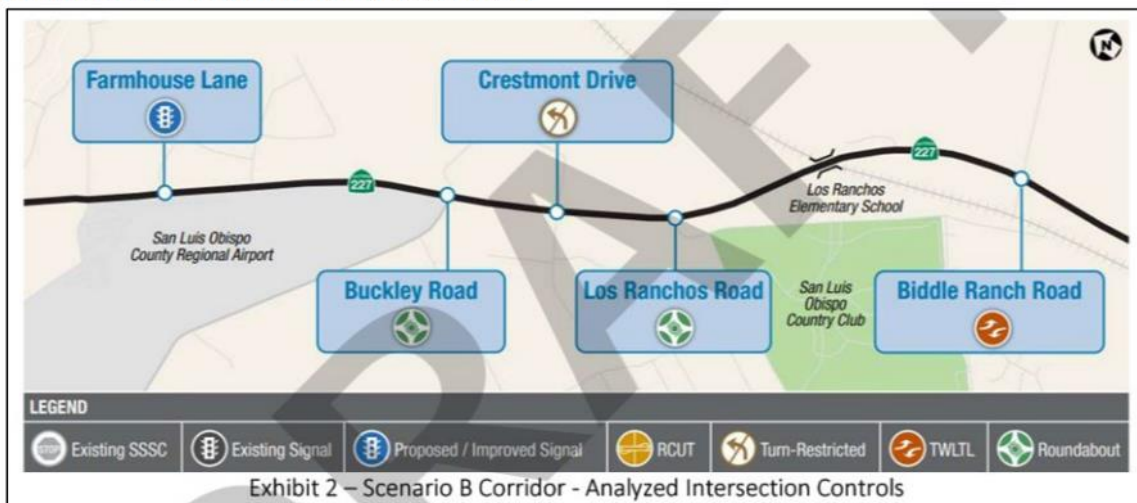 N
Farmhouse Lane
Crestmont Drive
227
227
Los Ranchos
Elementary School
San Luis Obispo
County Regional Airport
Buckley Road
Los Ranchos Road
San Luis
Obispo
Country Club
Biddle Ranch Road
LEGEND
STOP Existing SSSC
Existing Signal
Proposed / Improved Signal
RCUT
Turn-Restricted
TWLTL
Roundabout
Exhibit 2 – Scenario B Corridor - Analyzed Intersection Controls